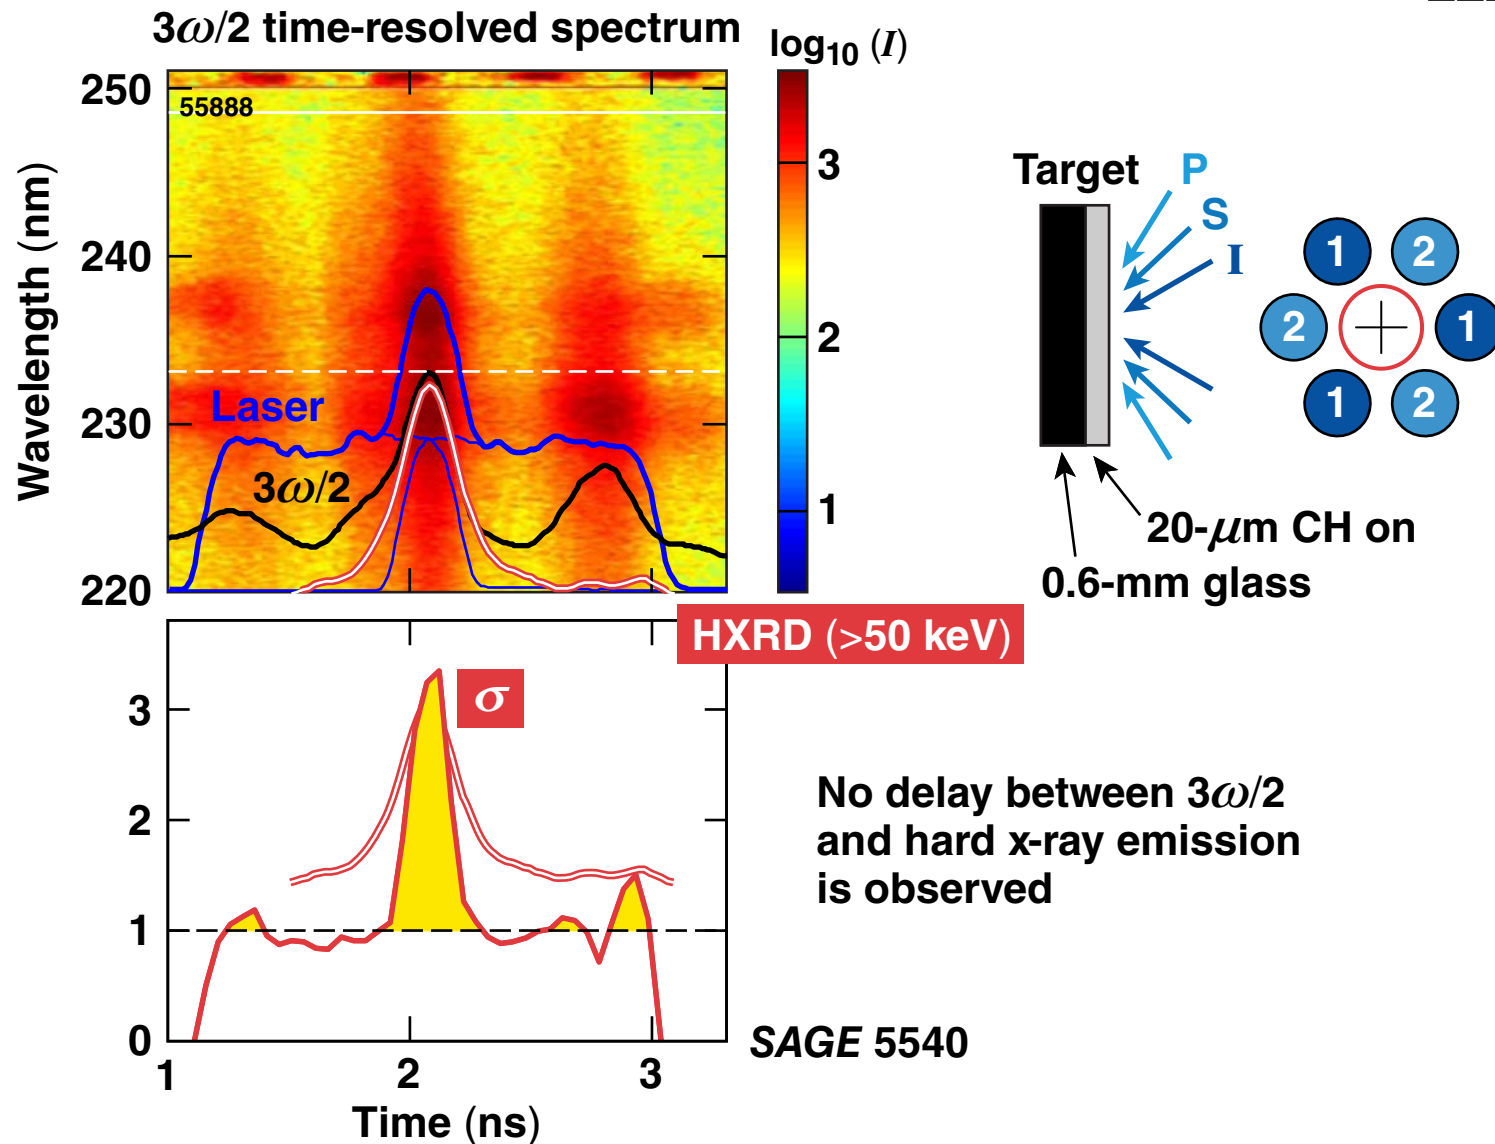 3ω/2 time-resolved spectrum
log₁₀ (I)
250
240
230
220
Wavelength (nm)
55888
Laser
3ω/2
3
2
1
Target
P
S
I
1
2
2
1
1
2
20-μm CH on
0.6-mm glass
HXRD (>50 keV)
σ
3
2
1
0
1
2
3
Time (ns)
No delay between 3ω/2
and hard x-ray emission
is observed
SAGE 5540